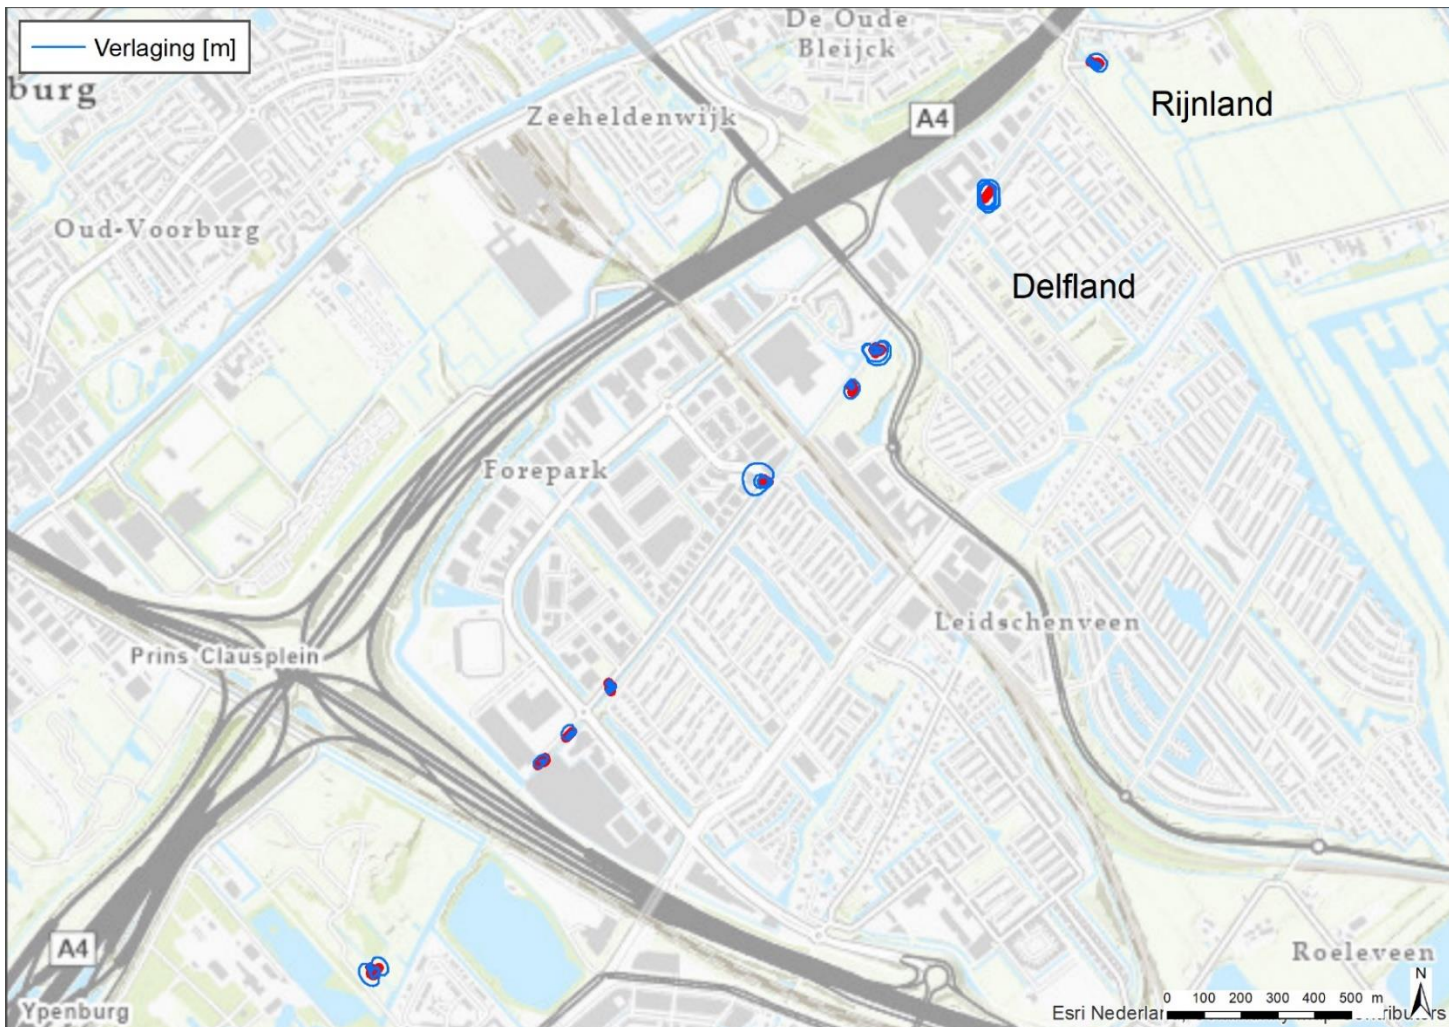 Verlaging [m]
De Oude
Bleijck
burg
Rijnland
Zeeheldenwijk
A4
Oud-Voorburg
Delfland
Forepark
Leidschenveen
Prins Clausplein
Roeleveen
A4
N
0 100 200 300 400 500 m
Ypenburg
Esri Nederlan